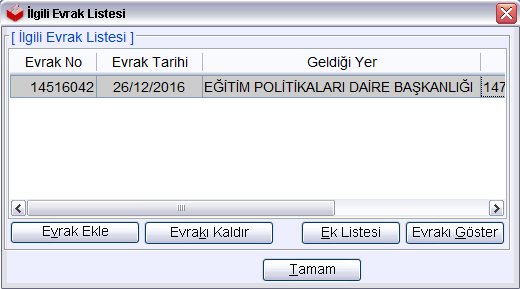 İlgili Evrak Listesi
[ İlgili Evrak Listesi ]
Evrak No Evrak Tarihi Geldiği Yer
14516042 26/12/2016 EĞİTİM POLİTİKALARI DAİRE BAŞKANLIĞI 147
Evrak Ekle Evrakı Kaldır Ek Listesi Evrakı Göster
Tamam